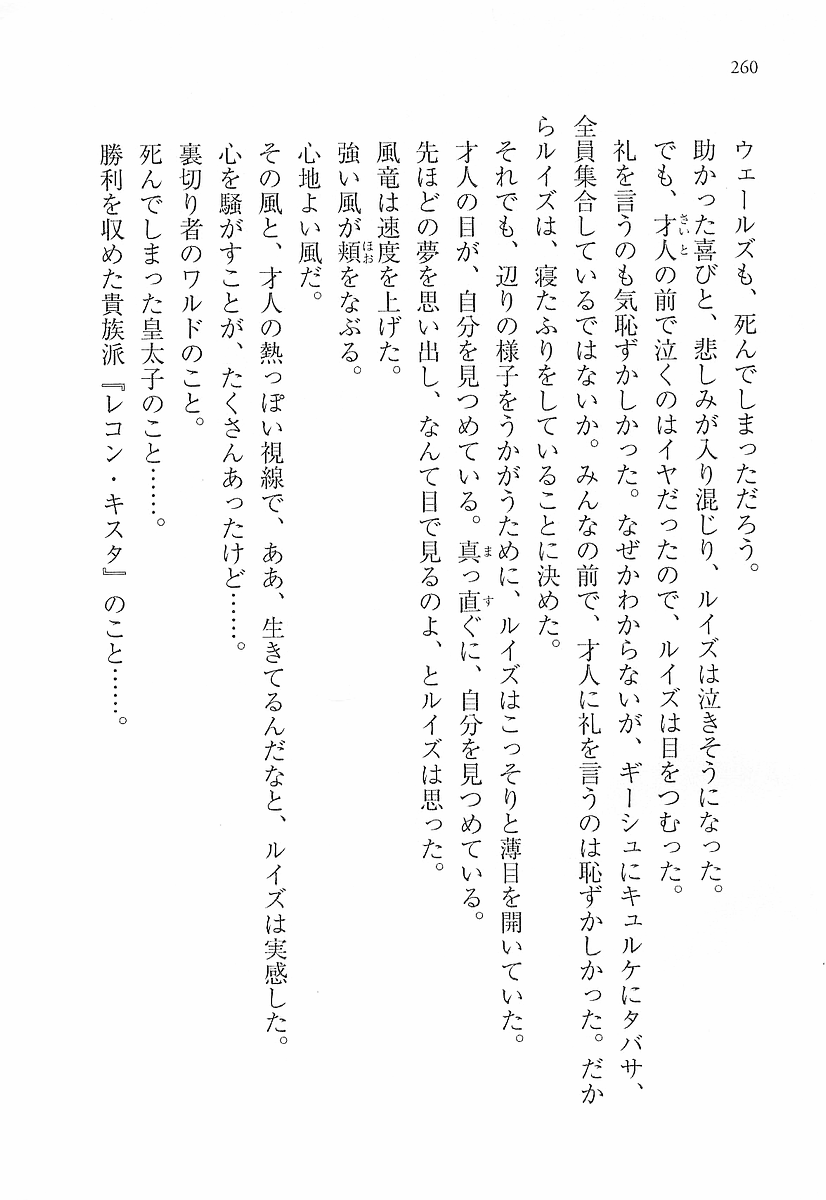 260
ウェールズも、死んでしまっただろう。
助かった喜びと、悲しみが入り混じり、ルイズは泣きそうになった。
でも、才人の前で泣くのはイヤだったので、ルイズは目をつむった。
礼を言うのも気恥ずかしかった。なぜかわからないが、ギーシュにキュルケにタバサ、
全員集合しているではないか。みんなの前で、才人に礼を言うのは恥ずかしかった。だか
らルイズは、寝たふりをしていることに決めた。
それでも、辺りの様子をうかがうために、ルイズはこっそりと薄目を開いていた。
才人の目が、自分を見つめている。真っ直ぐに、自分を見つめている。
先ほどの夢を思い出し、なんて目で見るのよ、とルイズは思った。
風竜は速度を上げた。
強い風が頬をなぶる。
心地よい風だ。
その風と、才人の熱っぽい視線で、ああ、生きてるんだなと、ルイズは実感した。
心を騒がすことが、たくさんあったけど……。
裏切り者のワルドのこと。
死んでしまった皇太子のこと……。
勝利を収めた貴族派『レコン・キスタ』のこと……。